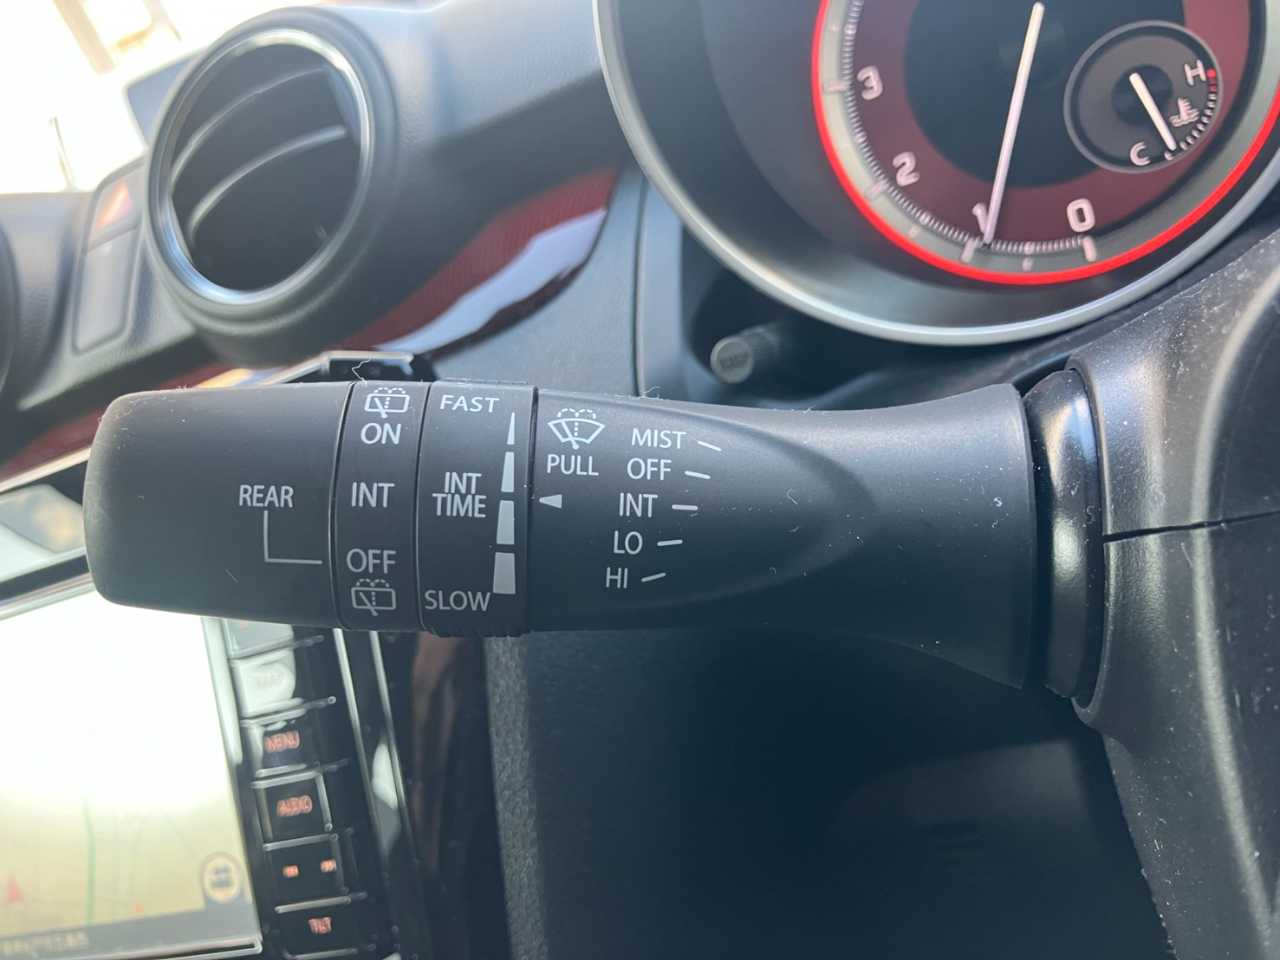 3
2
1
0
H
C
ON
INT
OFF
REAR
FAST
INT
TIME
SLOW
PULL
MIST
OFF
INT
LO
HI
MENU
AUDIO
TILT